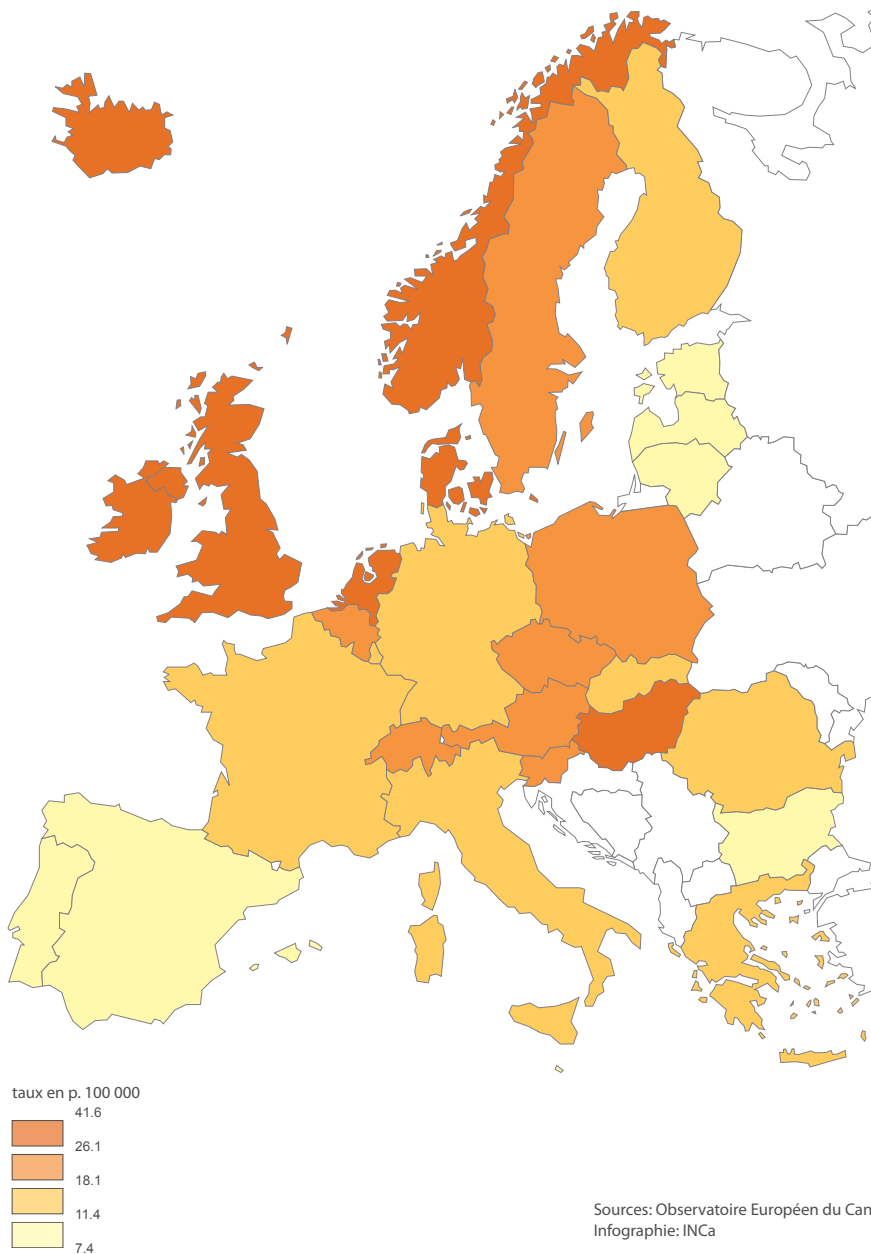 taux en p. 100 000
41.6
26.1
18.1
11.4
7.4
Sources: Observatoire Européen du Can
Infographie: INCa